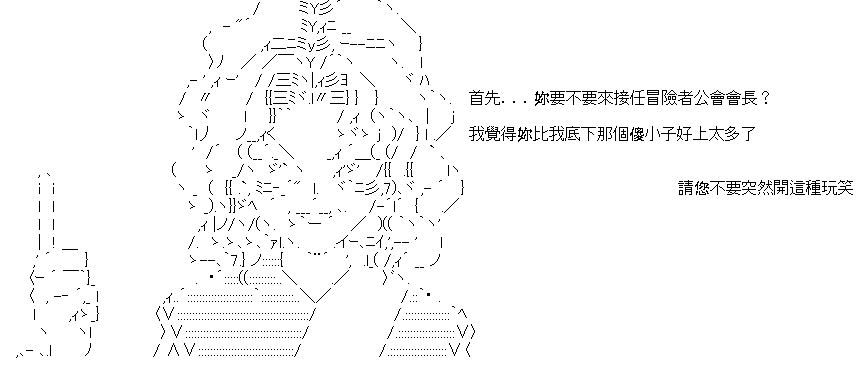 首先...妳要不要來接任冒險者公會會長？
我覺得妳比我底下那個傻小子好上太多了
請您不要突然開這種玩笑